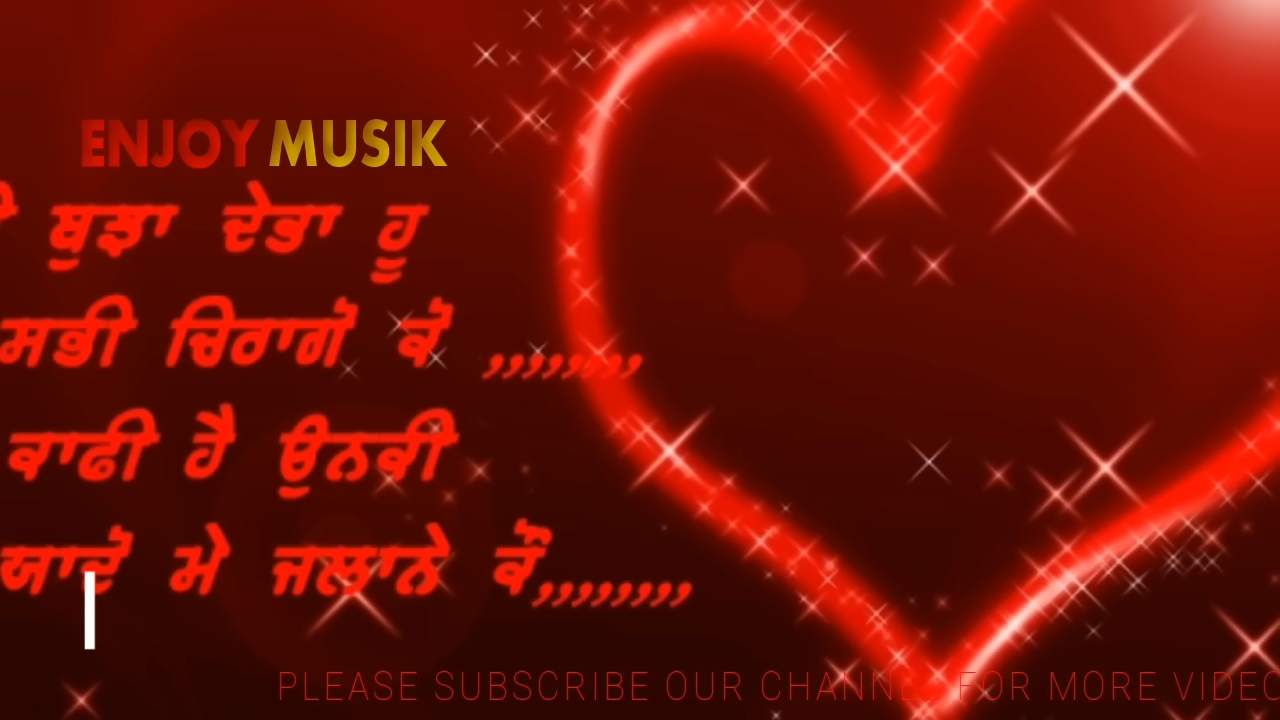 ENJOY MUSIK
ਬੁਝਾ ਦੇਤਾ ਹੂ
ਸਭੀ ਚਿਰਾਗੋ ਕੋ ,,,,,,,,
ਕਾਫੀ ਹੈ ਉਨਕੀ
ਯਾਦੋ ਮੇ ਜਲਾਨੇ ਕੌ,,,,,,,,
PLEASE SUBSCRIBE OUR CHANNEL FOR MORE VIDEO